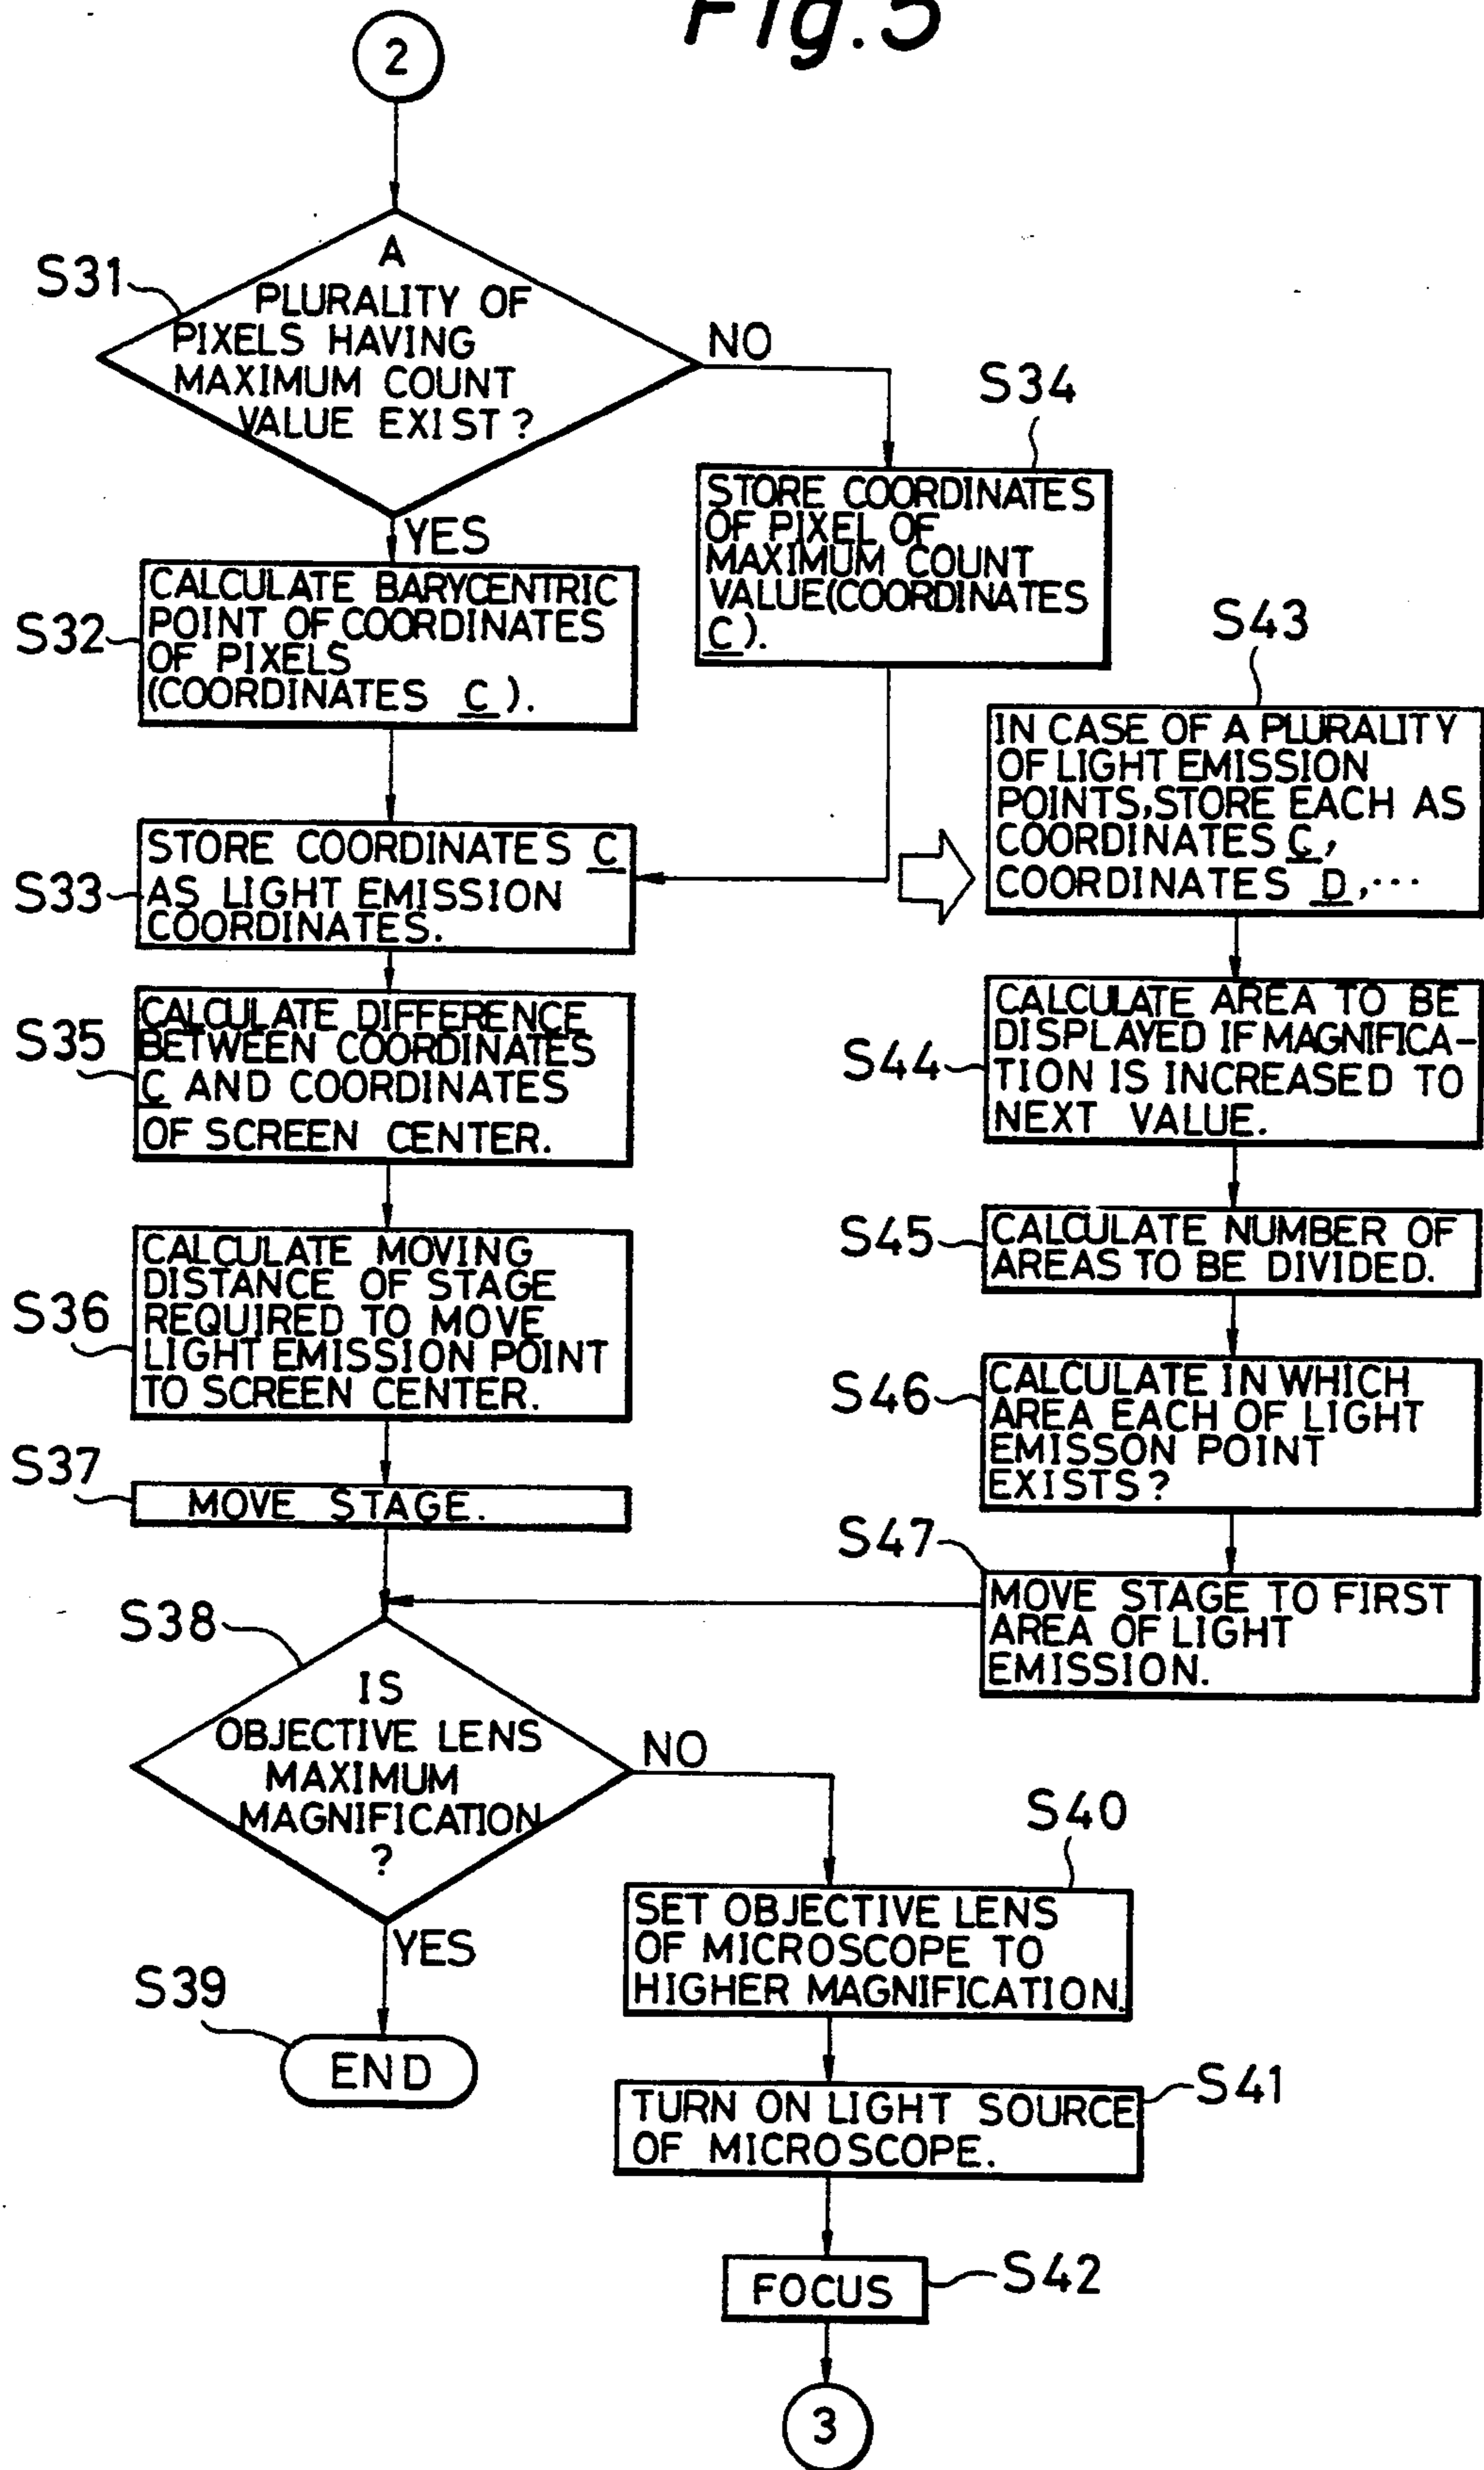 Fig. 5
2
S31
A
PLURALITY OF
PIXELS HAVING
MAXIMUM COUNT
VALUE EXIST?
NO
YES
S34
STORE COORDINATES
OF PIXEL OF
MAXIMUM COUNT
VALUE(COORDINATES
C).
S32
CALCULATE BARYCENTRIC
POINT OF COORDINATES
OF PIXELS
(COORDINATES C).
S43
IN CASE OF A PLURALITY
OF LIGHT EMISSION
POINTS, STORE EACH AS
COORDINATES C,
COORDINATES D, ···
S33
STORE COORDINATES C
AS LIGHT EMISSION
COORDINATES.
S35
CALCULATE DIFFERENCE
BETWEEN COORDINATES
C AND COORDINATES
OF SCREEN CENTER.
S44
CALCULATE AREA TO BE
DISPLAYED IF MAGNIFICA-
TION IS INCREASED TO
NEXT VALUE.
S36
CALCULATE MOVING
DISTANCE OF STAGE
REQUIRED TO MOVE
LIGHT EMISSION POINT
TO SCREEN CENTER.
S45
CALCULATE NUMBER OF
AREAS TO BE DIVIDED.
S46
CALCULATE IN WHICH
AREA EACH OF LIGHT
EMISSON POINT
EXISTS?
S37
MOVE STAGE.
S47
MOVE STAGE TO FIRST
AREA OF LIGHT
EMISSION.
S38
IS
OBJECTIVE LENS
MAXIMUM
MAGNIFICATION
?
NO
YES
S39
END
S40
SET OBJECTIVE LENS
OF MICROSCOPE TO
HIGHER MAGNIFICATION.
S41
TURN ON LIGHT SOURCE
OF MICROSCOPE.
S42
FOCUS
3